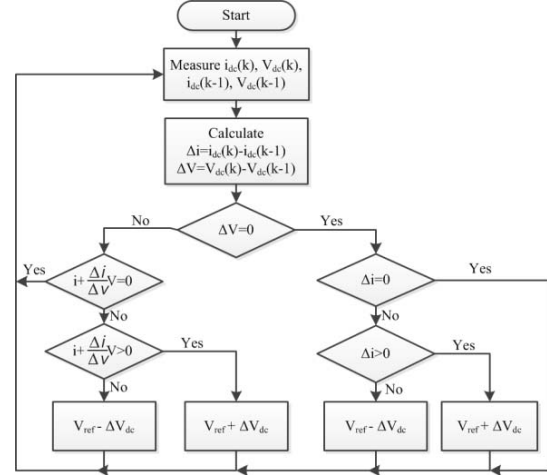 Start
Measure i_dc(k), V_dc(k),
i_dc(k-1), V_dc(k-1)
Calculate
Δi=i_dc(k)-i_dc(k-1)
ΔV=V_dc(k)-V_dc(k-1)
No
ΔV=0
Yes
Yes
i+Δi/ΔV V=0
Δi=0
Yes
No
No
i+Δi/ΔV V>0
Yes
Δi>0
Yes
No
No
V_ref - ΔV_dc
V_ref + ΔV_dc
V_ref - ΔV_dc
V_ref + ΔV_dc